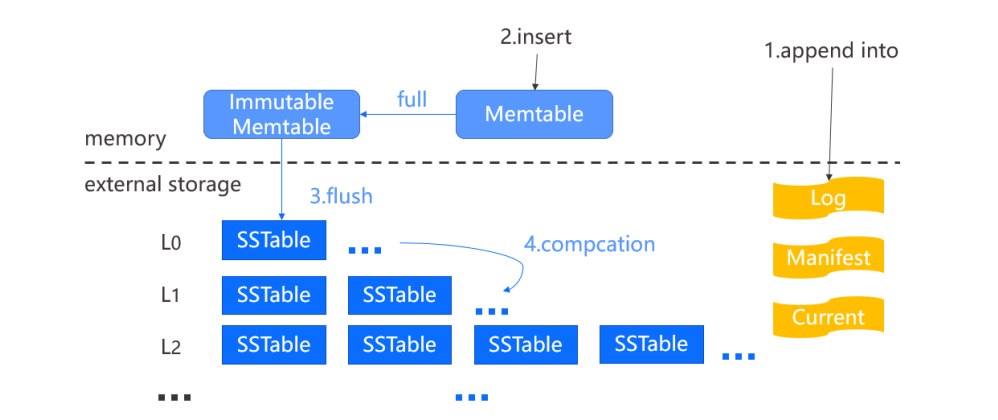 2.insert
1.append into
Immutable
Memtable
full
Memtable
memory
external storage
3.flush
Log
L0
SSTable
4.compcation
Manifest
L1
SSTable
SSTable
Current
L2
SSTable
SSTable
SSTable
SSTable